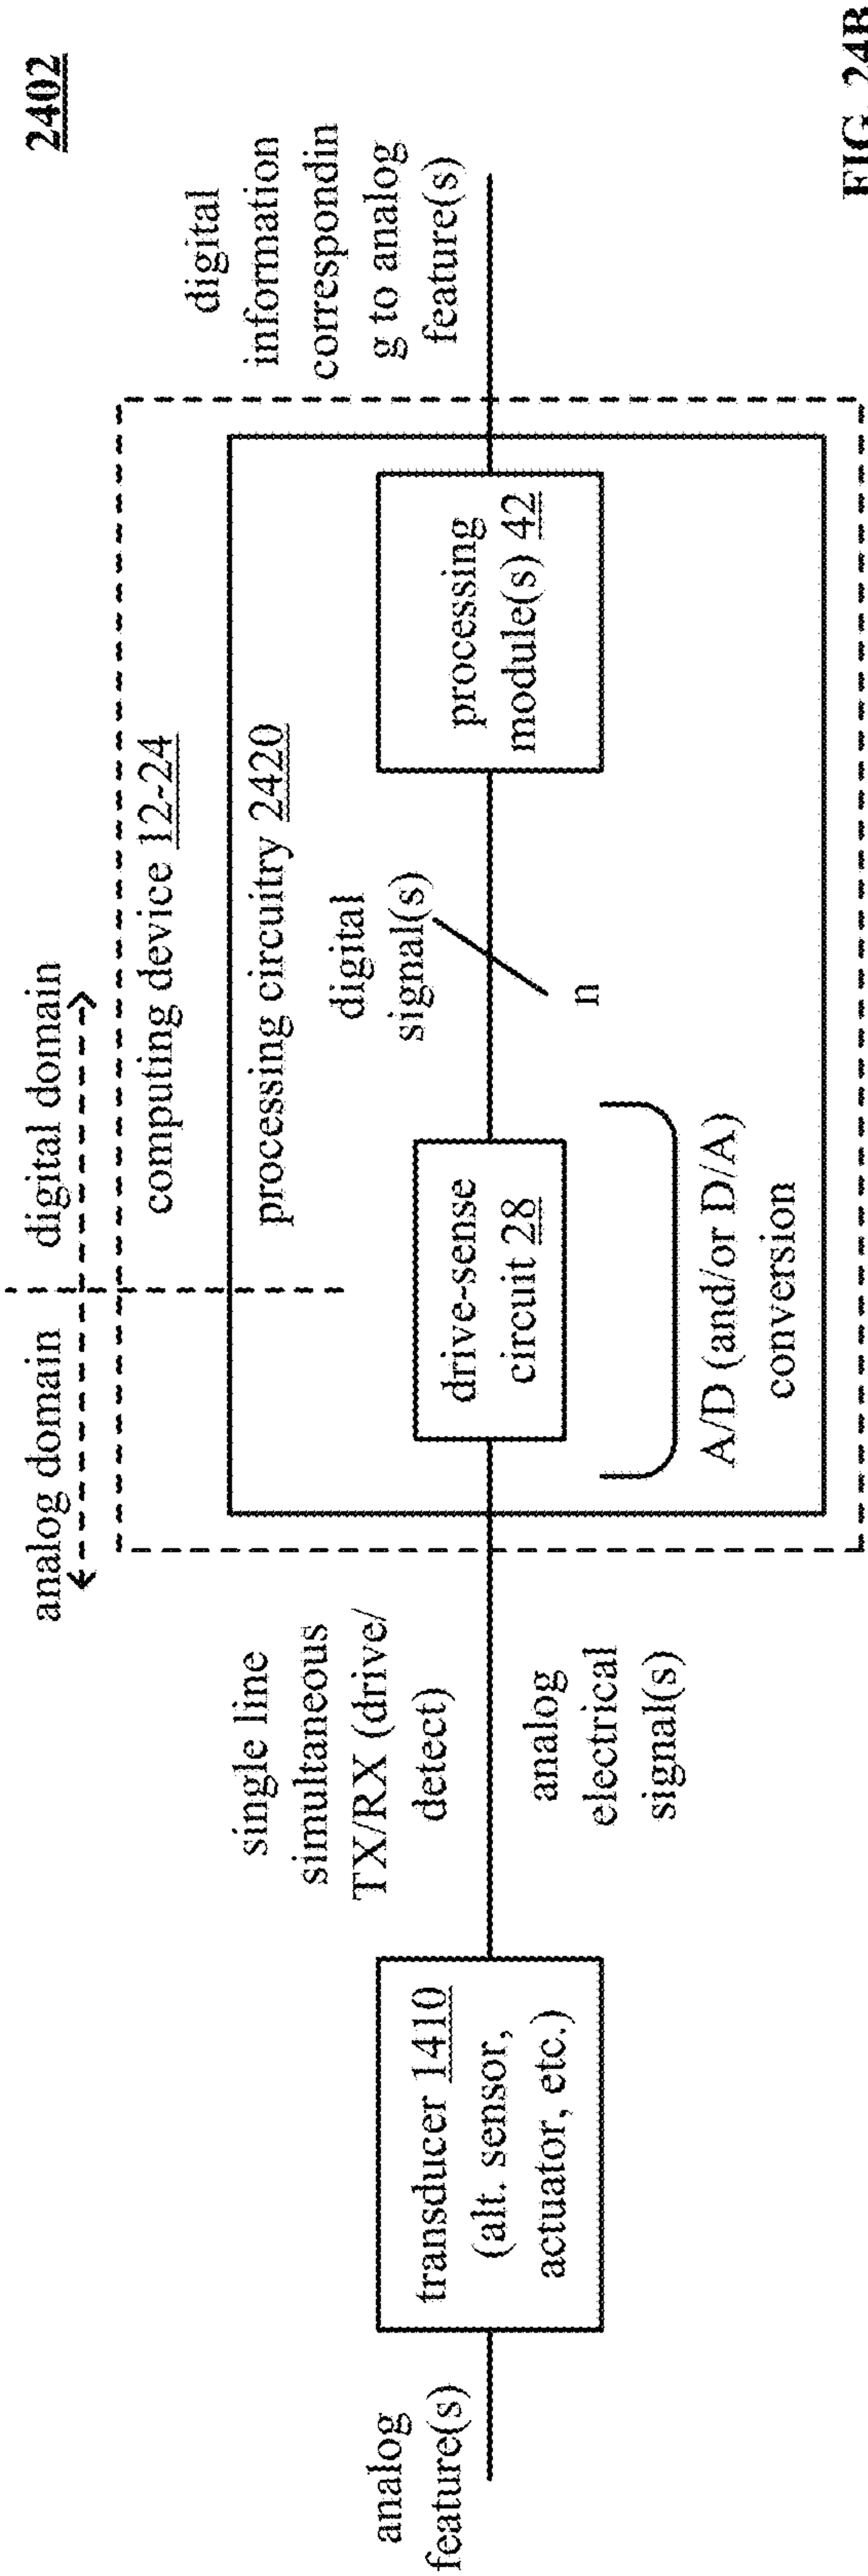 2402
analog domain
digital domain
computing device 12-24
processing circuitry 2420
analog
feature(s)
transducer 1410
(alt. sensor,
actuator, etc.)
single line
simultaneous
TX/RX (drive/
detect)
analog
electrical
signal(s)
drive-sense
circuit 28
A/D (and/or D/A)
conversion
digital
signal(s)
n
processing
module(s) 42
digital
information
correspondin
g to analog
feature(s)
FIG. 24B